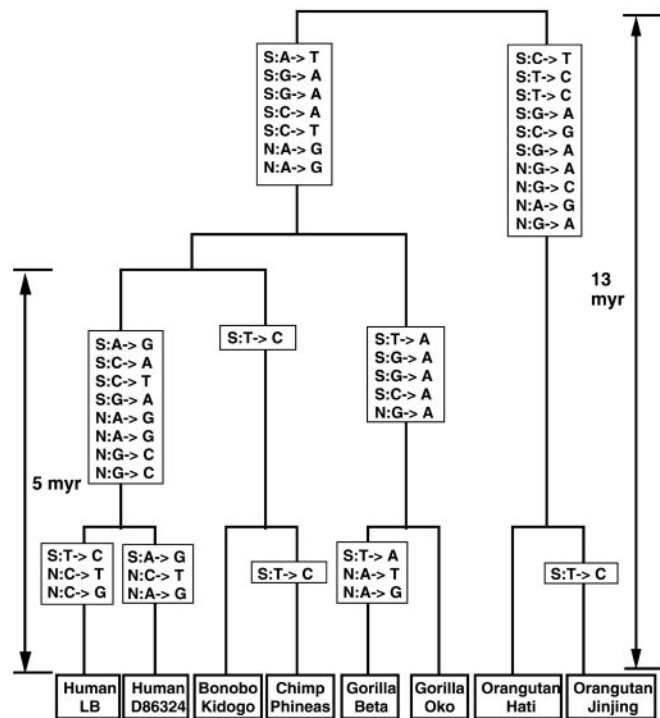 S:A-> T
S:G-> A
S:G-> A
S:C-> A
S:C-> T
N:A-> G
N:A-> G
S:C-> T
S:T-> C
S:T-> C
S:G-> A
S:C-> G
S:G-> A
N:G-> A
N:G-> C
N:A-> G
N:G-> A
13
myr
S:T-> C
S:T-> A
S:G-> A
S:G-> A
S:C-> A
N:G-> A
S:A-> G
S:C-> A
S:C-> T
S:G-> A
N:A-> G
N:A-> G
N:G-> C
N:G-> C
5 myr
S:T-> C
N:C-> T
N:C-> G
S:A-> G
N:C-> T
N:A-> G
S:T-> C
S:T-> A
N:A-> T
N:A-> G
S:T-> C
Human
LB
Human
D86324
Bonobo
Kidogo
Chimp
Phineas
Gorilla
Beta
Gorilla
Oko
Orangutan
Hati
Orangutan
Jinjing